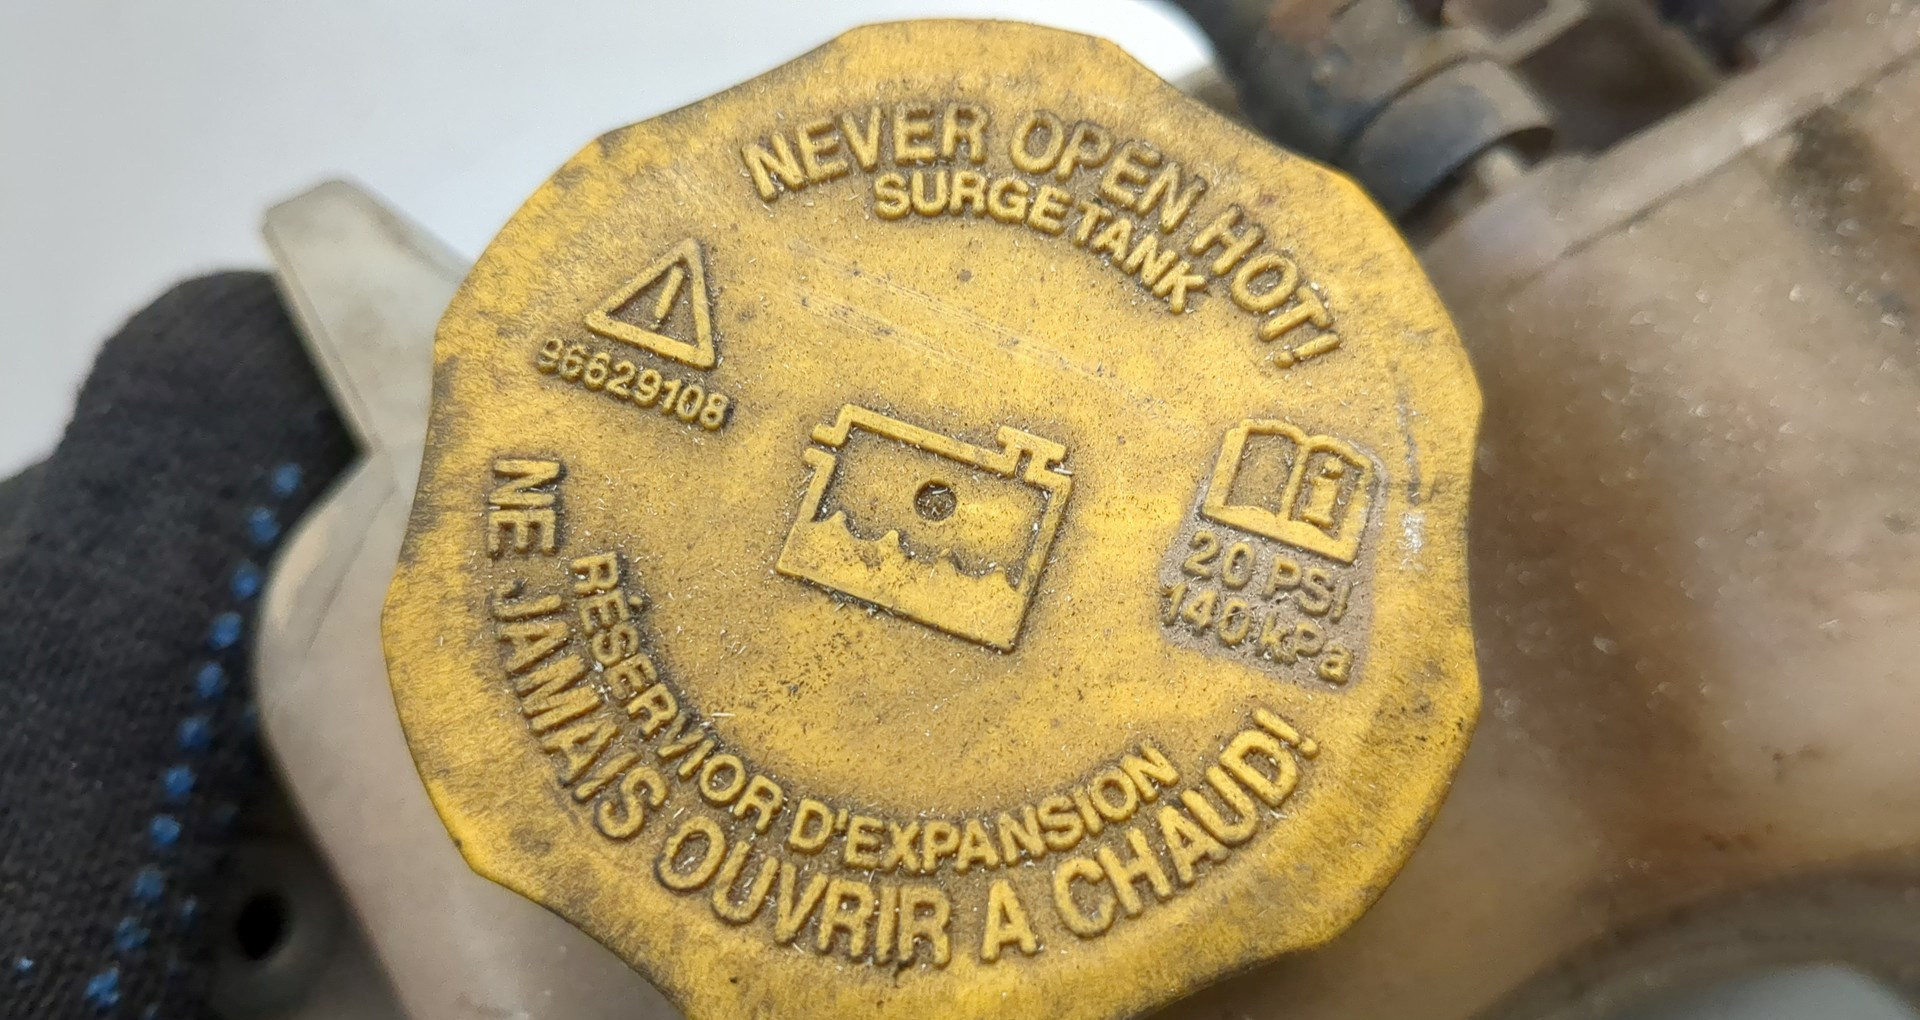 NEVER OPEN HOT!
SURGE TANK
96629108
i
20 PSI
140 kPa
RÉSERVIOR D'EXPANSION
NE JAMAIS OUVRIR A CHAUD!